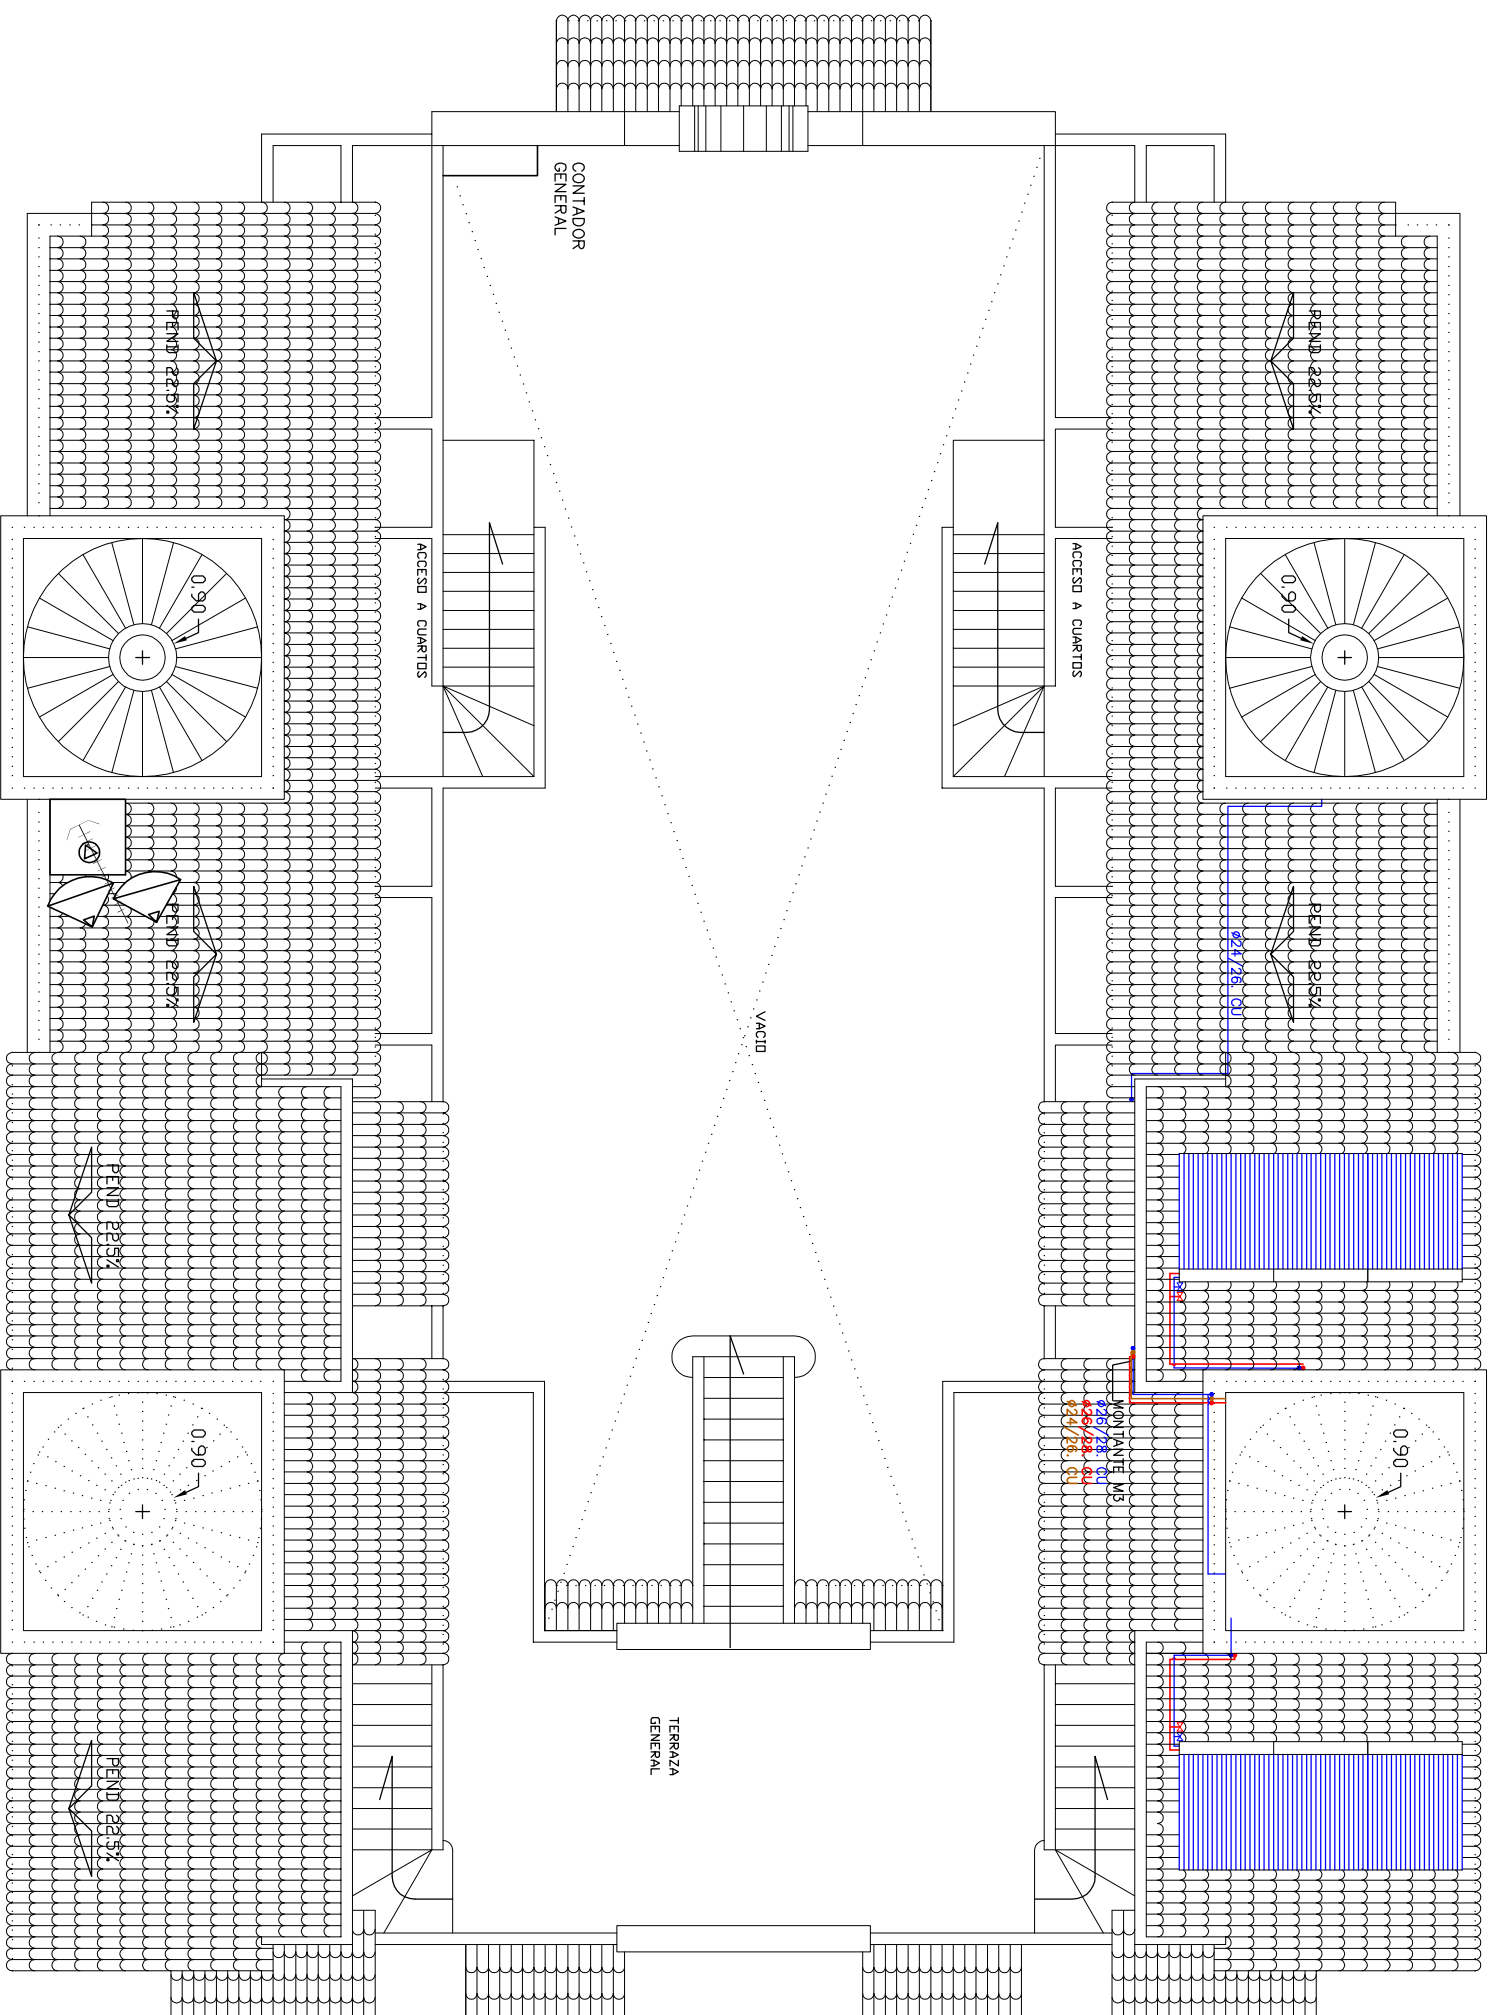 CONTADOR
GENERAL
PEND 22.5%
PEND 22.5%
0.90
0.90
ACCESO A CUARTOS
ACCESO A CUARTOS
PEND 22.5%
PEND 22.5%
ø24/26. CU
VACIO
PEND 22.5%
MONTANTE M3
ø26/28. CU
ø26/28. CU
ø24/26. CU
0.90
0.90
TERRAZA
GENERAL
PEND 22.5%